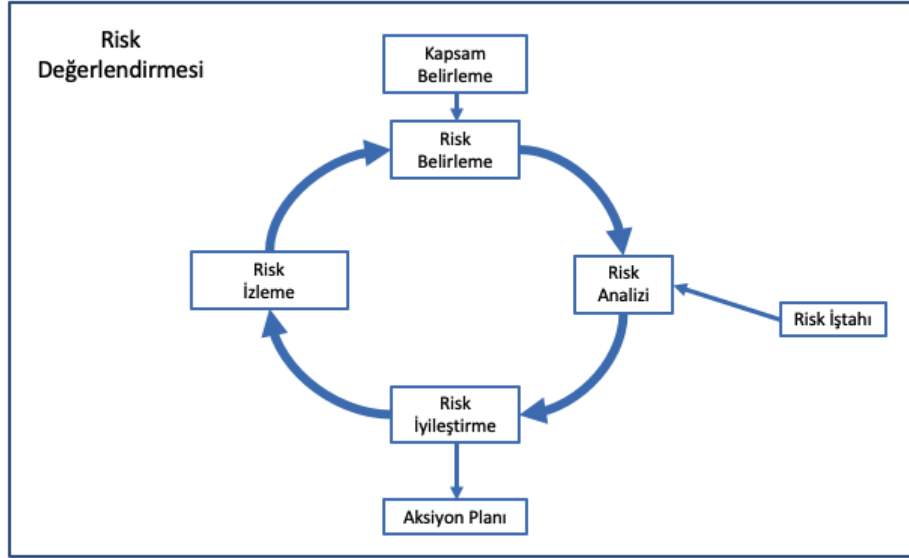 Risk
Değerlendirmesi
Kapsam
Belirleme
Risk
Belirleme
Risk
İzleme
Risk
Analizi
Risk İştahı
Risk
İyileştirme
Aksiyon Planı